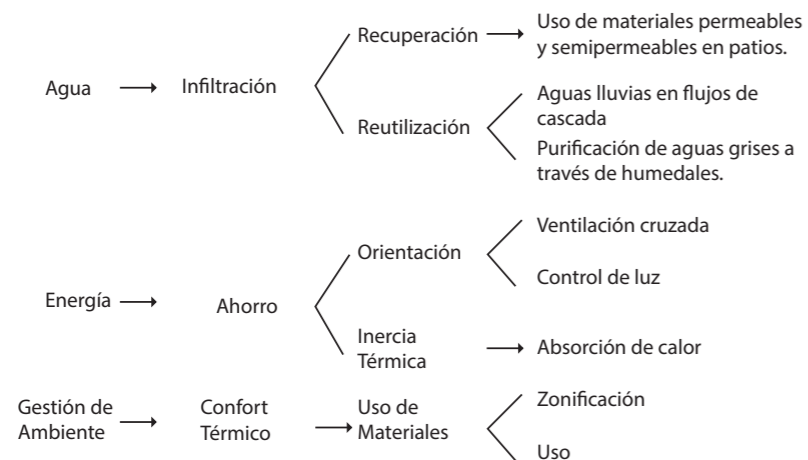 Agua
Infiltración
Recuperación
Uso de materiales permeables
y semipermeables en patios.
Reutilización
Aguas lluvias en flujos de
cascada
Purificación de aguas grises a
través de humedales.
Energía
Ahorro
Orientación
Ventilación cruzada
Control de luz
Inercia
Térmica
Absorción de calor
Gestión de
Ambiente
Confort
Térmico
Uso de
Materiales
Zonificación
Uso